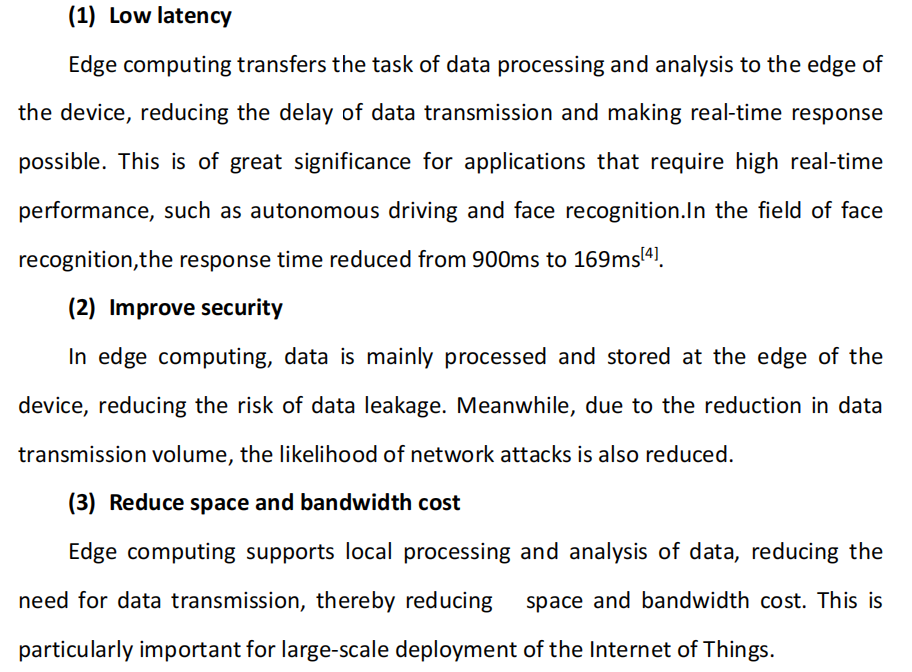 (1) Low latency
Edge computing transfers the task of data processing and analysis to the edge of
the device, reducing the delay of data transmission and making real-time response
possible. This is of great significance for applications that require high real-time
performance, such as autonomous driving and face recognition.In the field of face
recognition,the response time reduced from 900ms to 169ms[4].
(2) Improve security
In edge computing, data is mainly processed and stored at the edge of the
device, reducing the risk of data leakage. Meanwhile, due to the reduction in data
transmission volume, the likelihood of network attacks is also reduced.
(3) Reduce space and bandwidth cost
Edge computing supports local processing and analysis of data, reducing the
need for data transmission, thereby reducing space and bandwidth cost. This is
particularly important for large-scale deployment of the Internet of Things.